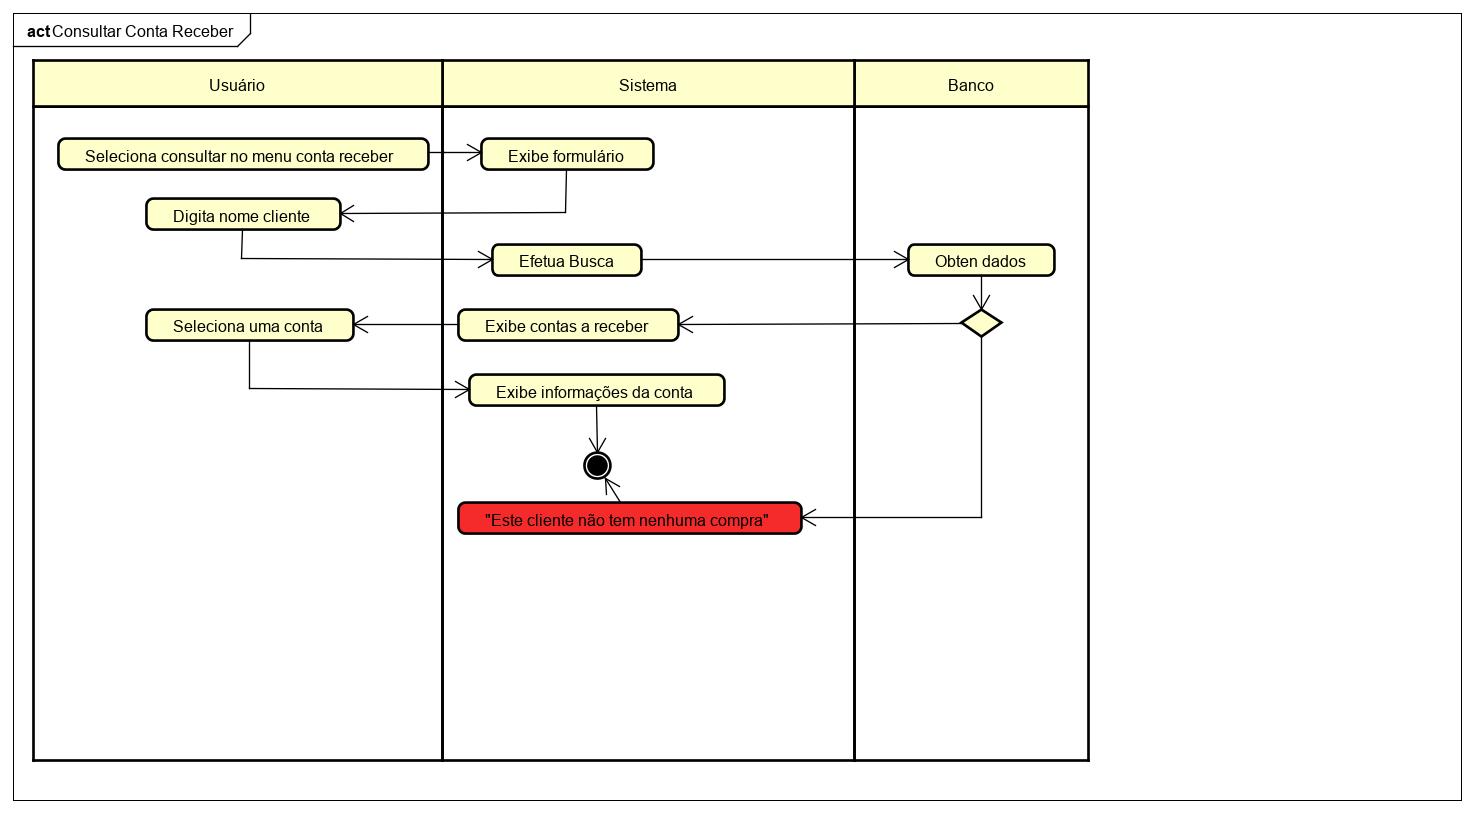 act Consultar Conta Receber
Usuário
Sistema
Banco
Seleciona consultar no menu conta receber
Exibe formulário
Digita nome cliente
Efetua Busca
Obten dados
Seleciona uma conta
Exibe contas a receber
Exibe informações da conta
"Este cliente não tem nenhuma compra"